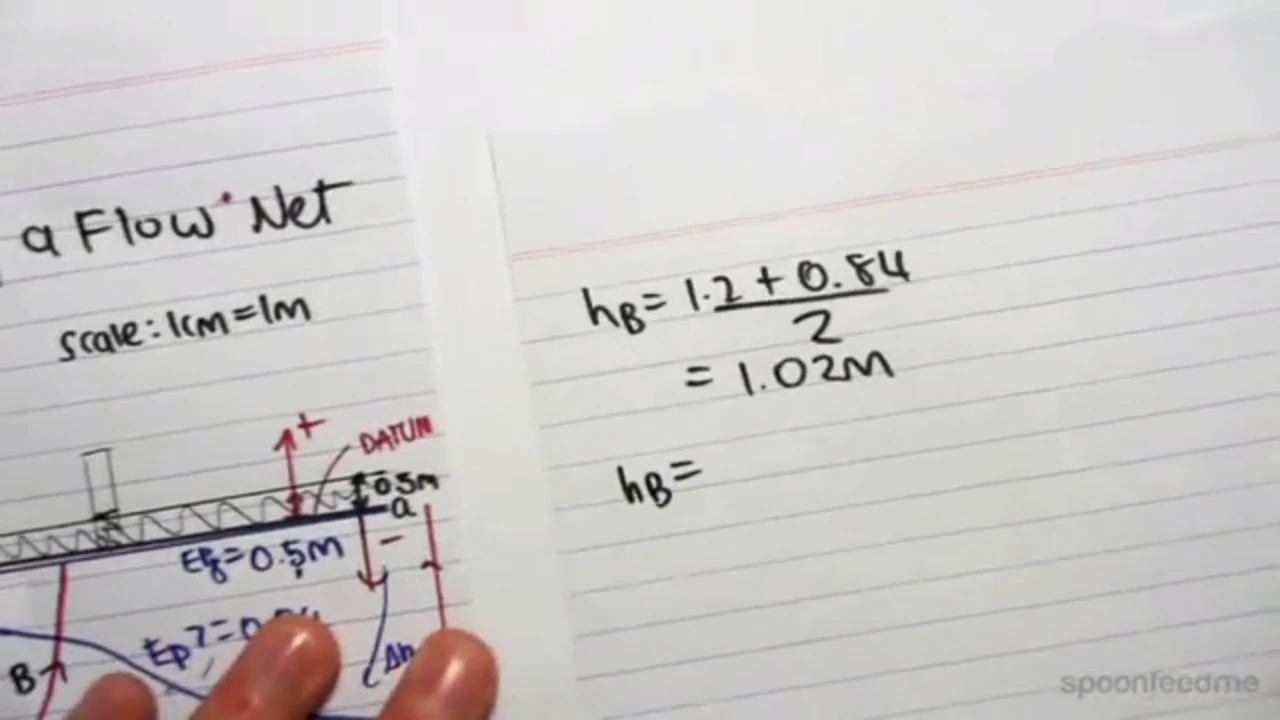 a Flow Net
scale: 1cm=1m
DATUM
+
0.5m
a
-
=0.5m
B
Δh
hB= 1.2 + 0.84
2
= 1.02m
hB=
spoonfeedme